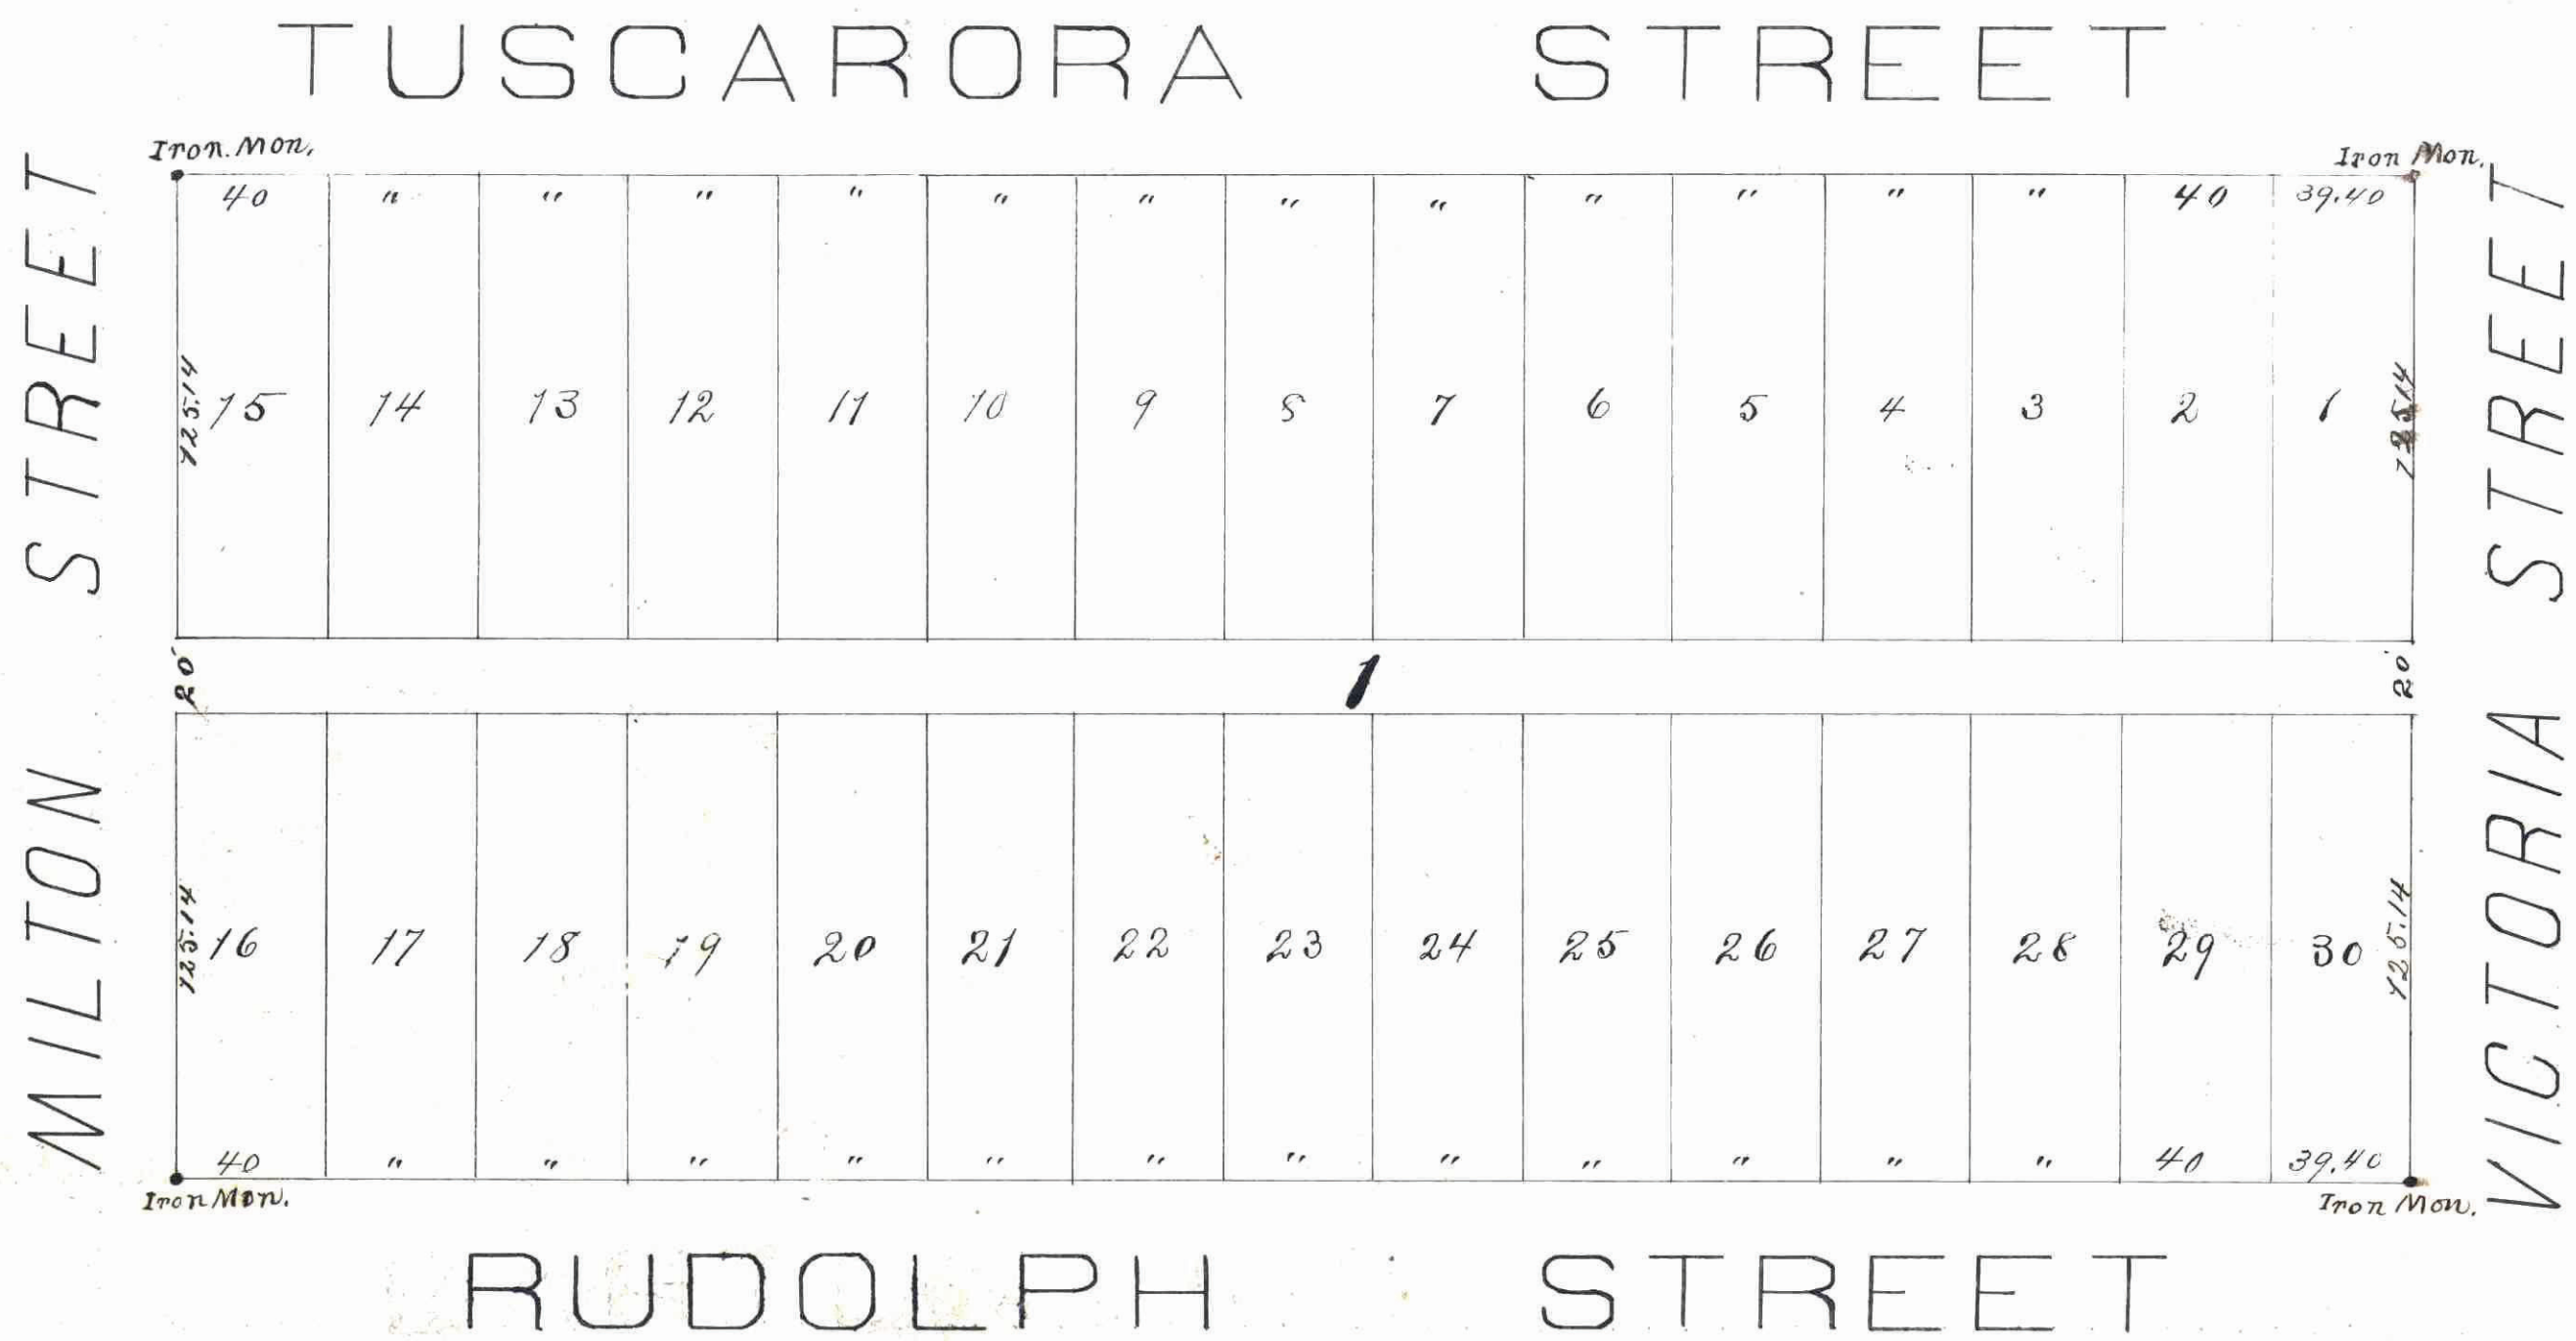 TUSCARORA STREET
Iron. Mon.
Iron Mon.
40 " " " " " " " " " " " " 40 39.40
MILTON STREET
VICTORIA STREET
125.14
15 14 13 12 11 10 9 8 7 6 5 4 3 2 1
125.14
20
1
20
125.14
16 17 18 19 20 21 22 23 24 25 26 27 28 29 30
125.14
40 " " " " " " " " " " " " 40 39.40
Iron Mon.
Iron Mon.
RUDOLPH STREET